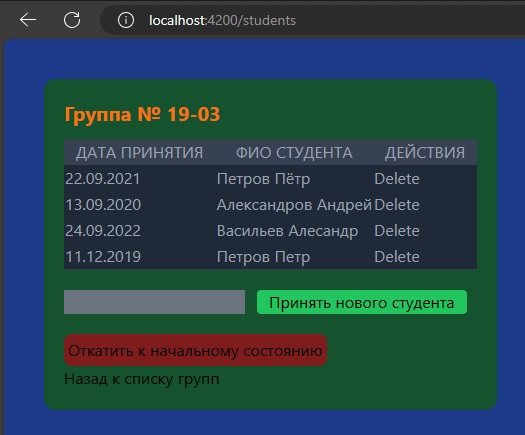 localhost:4200/students
Группа № 19-03
ДАТА ПРИНЯТИЯ ФИО СТУДЕНТА ДЕЙСТВИЯ
22.09.2021 Петров Пётр Delete
13.09.2020 Александров Андрей Delete
24.09.2022 Васильев Алесандр Delete
11.12.2019 Петров Петр Delete
Принять нового студента
Откатить к начальному состоянию
Назад к списку групп